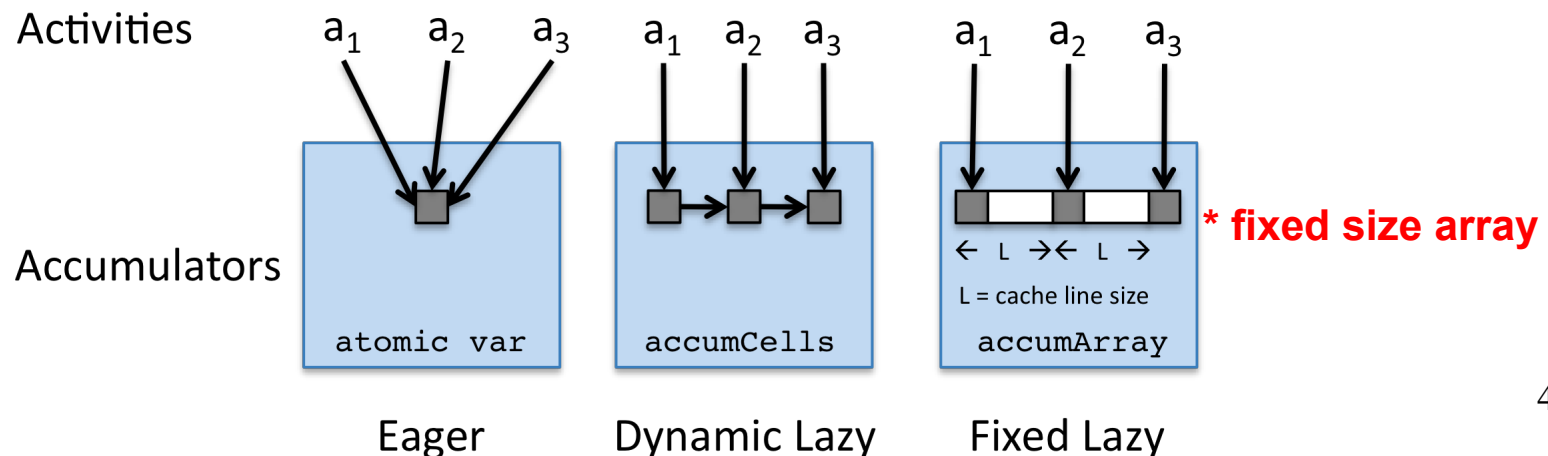 Activities
a₁ a₂ a₃ a₁ a₂ a₃ a₁ a₂ a₃
* fixed size array
Accumulators
← L →← L →
L = cache line size
atomic var accumCells accumArray
4
Eager Dynamic Lazy Fixed Lazy